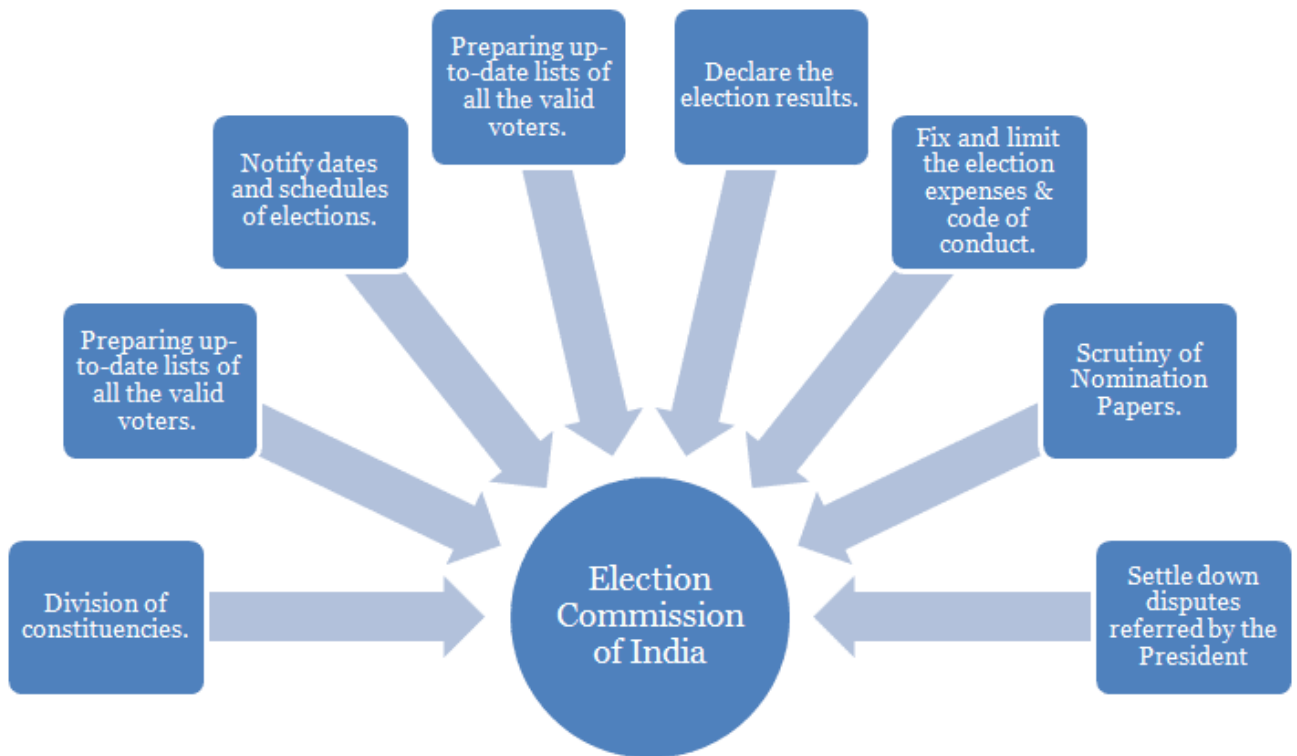 Division of
constituencies.
Preparing up-
to-date lists of
all the valid
voters.
Notify dates
and schedules
of elections.
Preparing up-
to-date lists of
all the valid
voters.
Declare the
election results.
Fix and limit
the election
expenses &
code of
conduct.
Scrutiny of
Nomination
Papers.
Settle down
disputes
referred by the
President
Election
Commission
of India